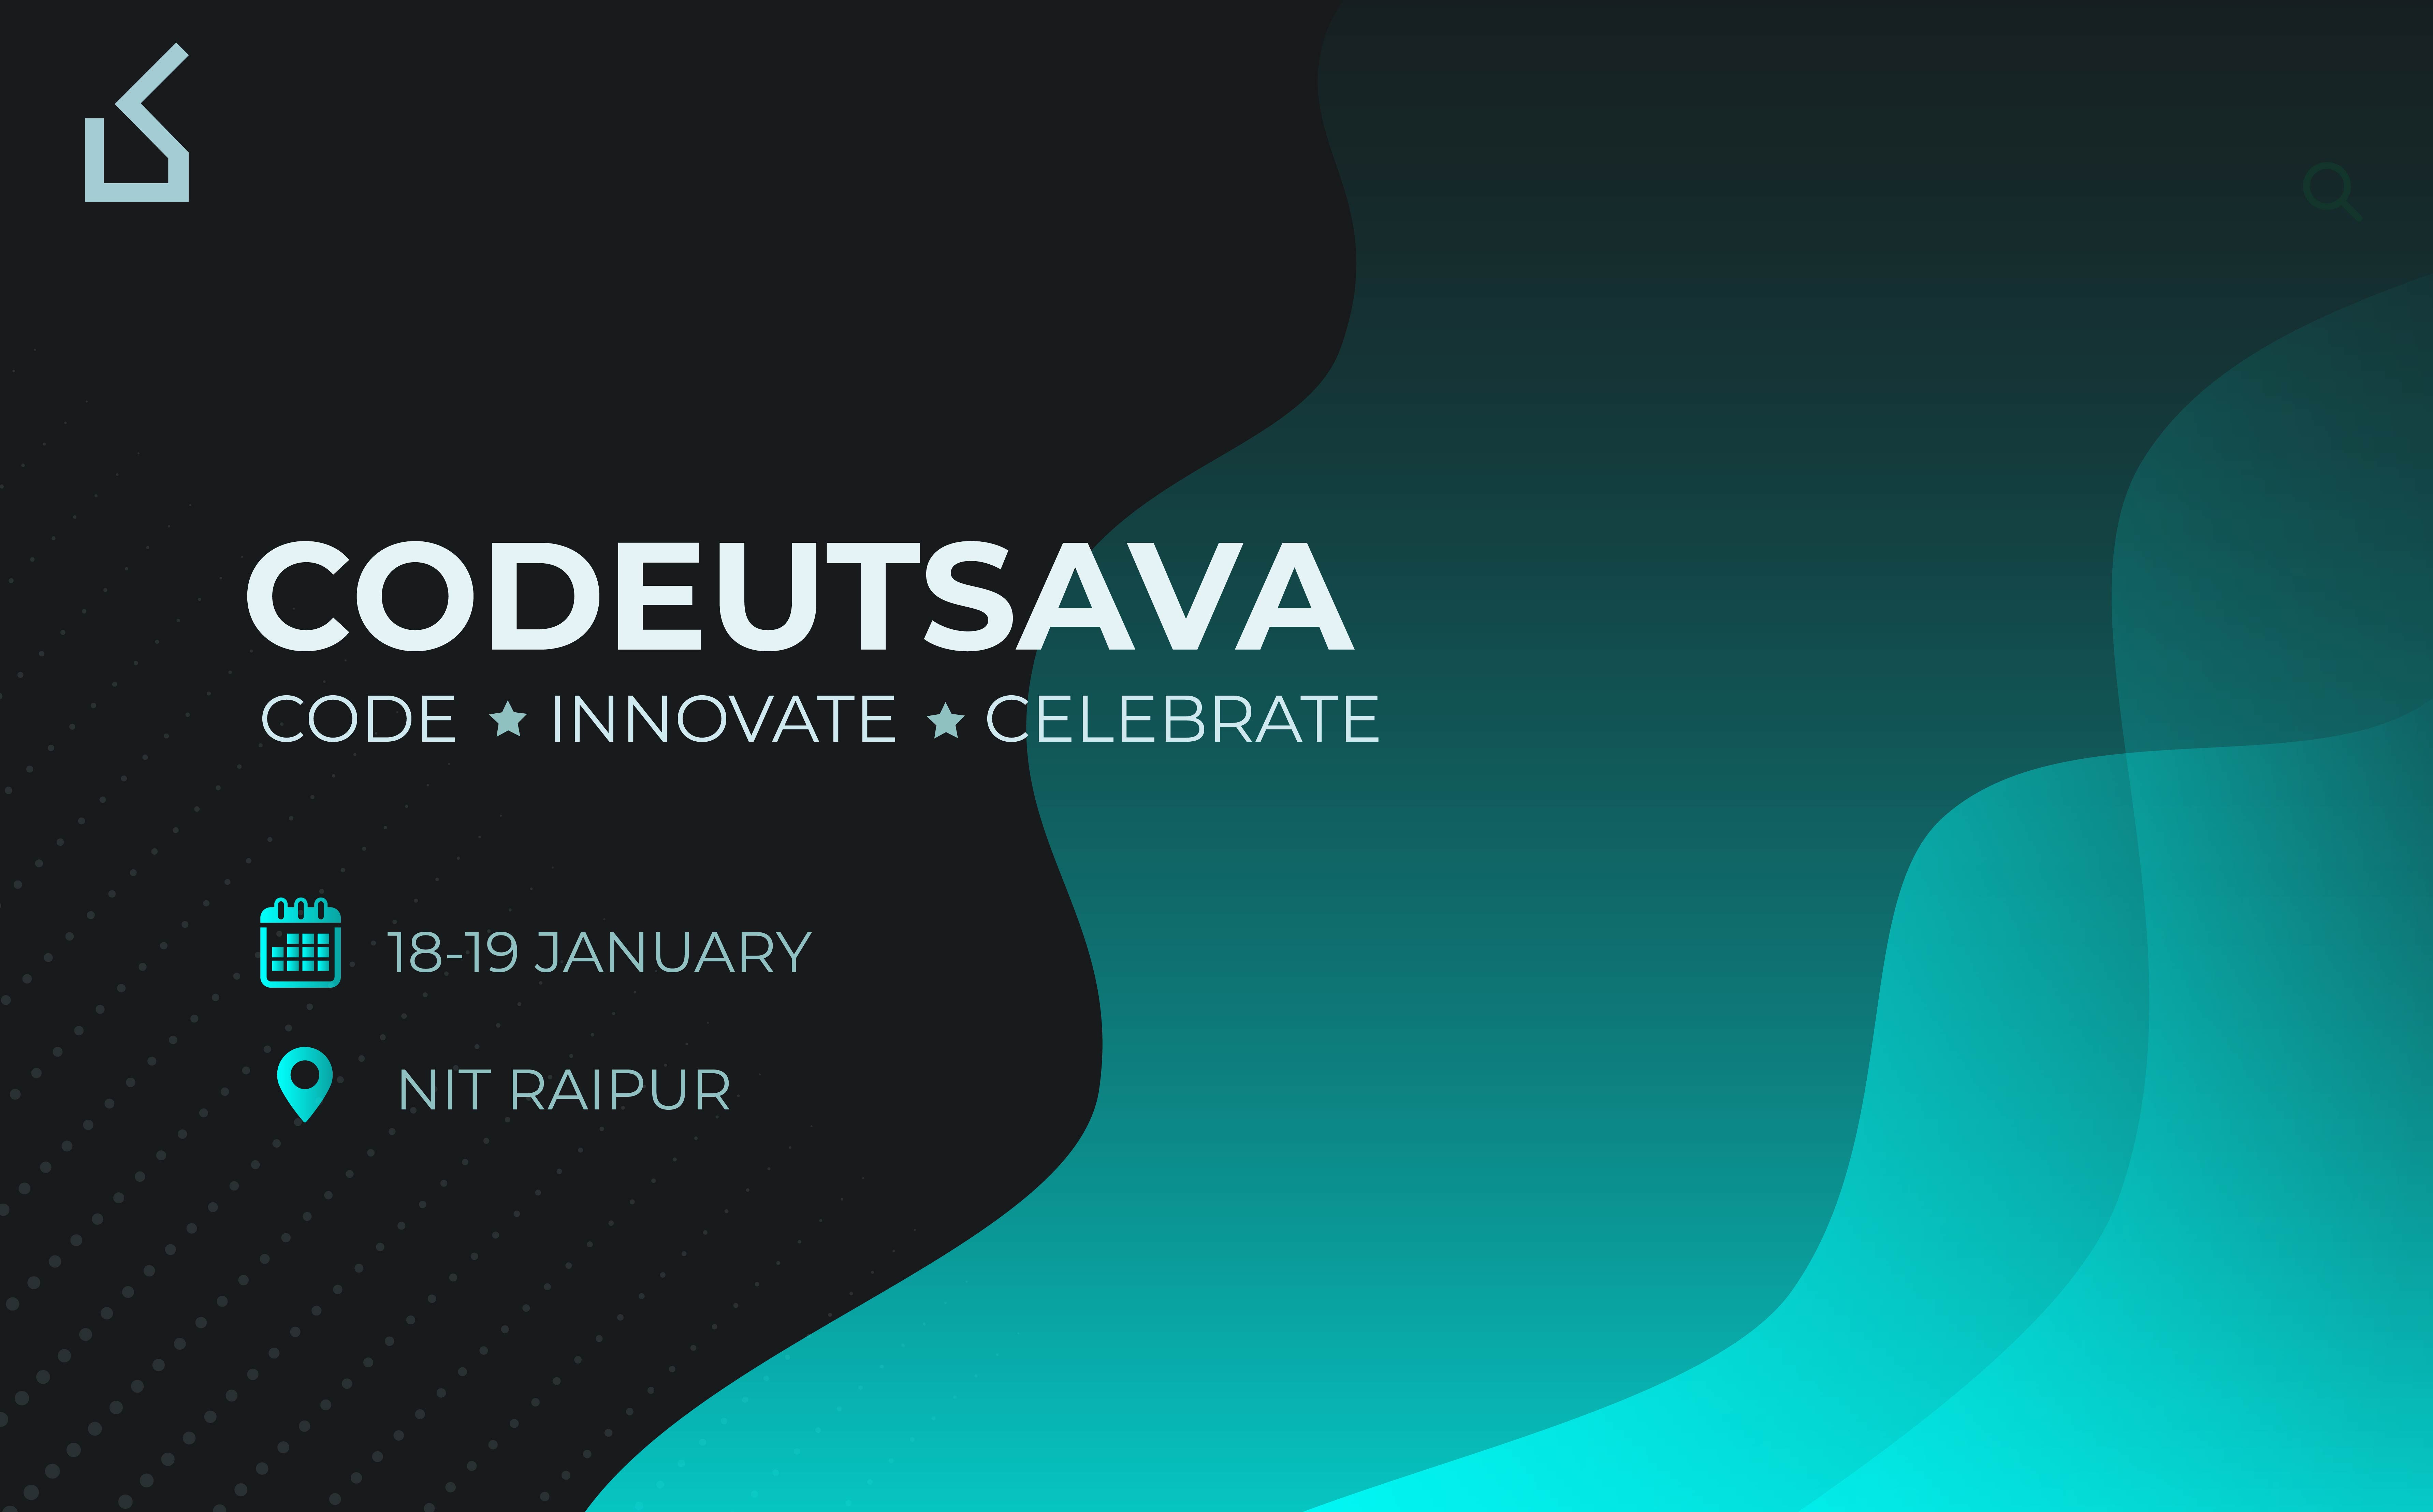 CODEUTSAVA
CODE ★ INNOVATE ★ CELEBRATE
18-19 JANUARY
NIT RAIPUR